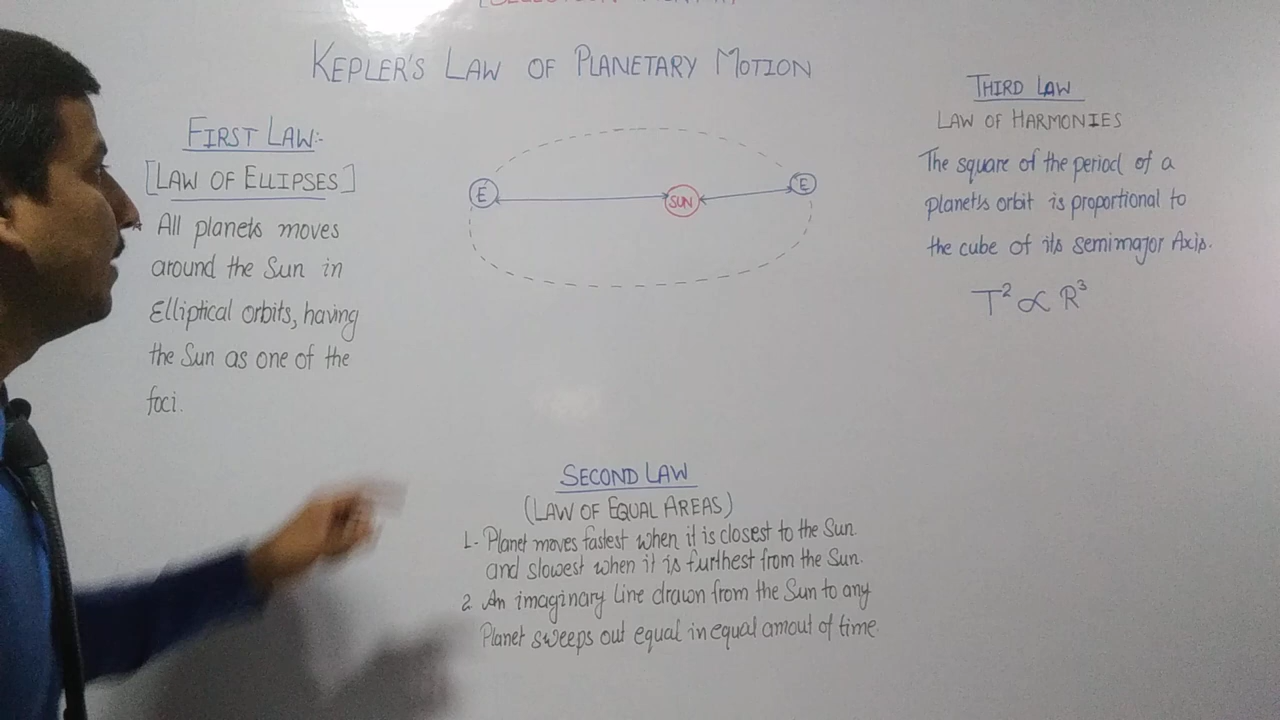 KEPLER'S LAW OF PLANETARY MOTION
FIRST LAW:-
[LAW OF ELLIPSES]
All planets moves
around the Sun in
Elliptical orbits, having
the Sun as one of the
foci.
E
SUN
E
THIRD LAW
LAW OF HARMONIES
The square of the period of a
planet's orbit is proportional to
the cube of its semimajor Axis.
T² ∝ R³
SECOND LAW
(LAW OF EQUAL AREAS)
1- Planet moves fastest when it is closest to the Sun
and slowest when it is furthest from the Sun.
2 An imaginary line drawn from the Sun to any
Planet sweeps out equal in equal amout of time.